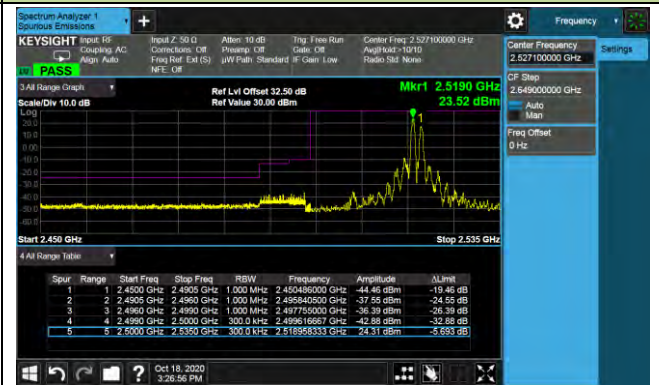 Spectrum Analyzer 1
Spurious Emissions
Frequency
KEYSIGHT Input: RF Input Z: 50 Ω Atten: 10 dB Trig: Free Run Center Freq: 2.527100000 GHz
Coupling: AC Corrections: Off Preamp: Off Gate: Off Avg|Hold:>10/10
Align: Auto Freq Ref: Ext (S) µW Path: Standard IF Gain: Low Radio Std: None
NFE: Off
PASS
Center Frequency
2.527100000 GHz
Settings
CF Step
2.649000000 GHz
Auto
Man
Freq Offset
0 Hz
3 All Range Graph
Ref Lvl Offset 32.50 dB
Mkr1 2.5190 GHz
Scale/Div 10.0 dB
Ref Value 30.00 dBm
23.52 dBm
Log
20.0
10.0
0.00
-10.0
-20.0
-30.0
-40.0
-50.0
-60.0
1
Start 2.450 GHz
Stop 2.535 GHz
4 All Range Table
Spur Range Start Freq Stop Freq RBW Frequency Amplitude ΔLimit
1 1 2.4500 GHz 2.4905 GHz 1.000 MHz 2.450486000 GHz -44.46 dBm -19.46 dB
2 2 2.4905 GHz 2.4960 GHz 1.000 MHz 2.495840500 GHz -37.55 dBm -24.55 dB
3 3 2.4960 GHz 2.4990 GHz 1.000 MHz 2.497755000 GHz -36.39 dBm -26.39 dB
4 4 2.4990 GHz 2.5000 GHz 300.0 kHz 2.499616667 GHz -42.88 dBm -32.88 dB
5 5 2.5000 GHz 2.5350 GHz 300.0 kHz 2.518958333 GHz 24.31 dBm -5.693 dB
?
Oct 18, 2020
3:26:56 PM